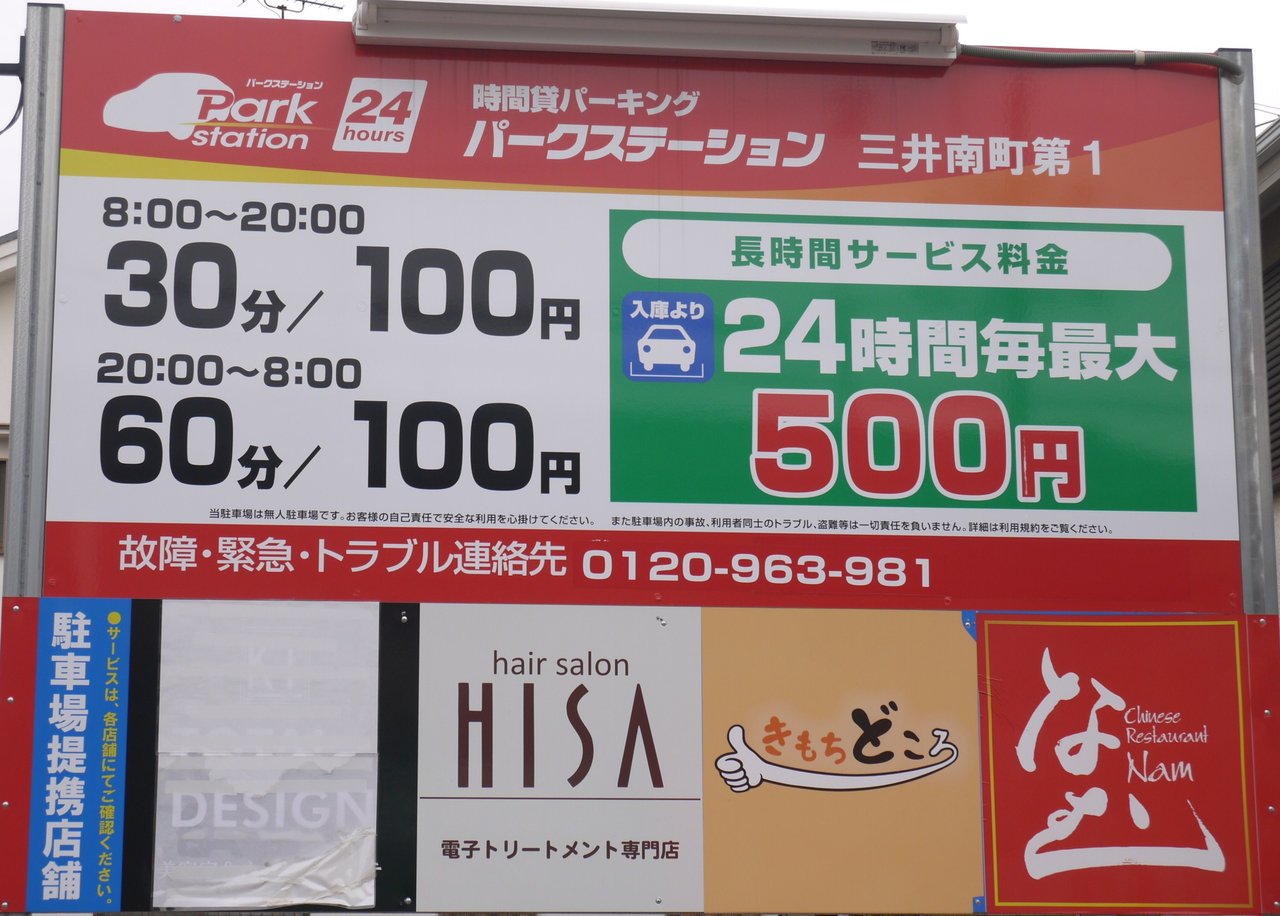 パークステーション
Park
station
24
hours
時間貸パーキング
パークステーション 三井南町第1
8:00～20:00
30分／100円
20:00～8:00
60分／100円
長時間サービス料金
入庫より
24時間毎最大
500円
当駐車場は無人駐車場です。お客様の自己責任で安全な利用を心掛けてください。 また駐車場内の事故、利用者同士のトラブル、盗難等は一切責任を負いません。詳細は利用規約をご覧ください。
故障・緊急・トラブル連絡先 0120-963-981
駐車場提携店舗
●サービスは、各店舗にてご確認ください。
DESIGN
hair salon
HISA
電子トリートメント専門店
きもちどころ
Chinese
Restaurant
Nam